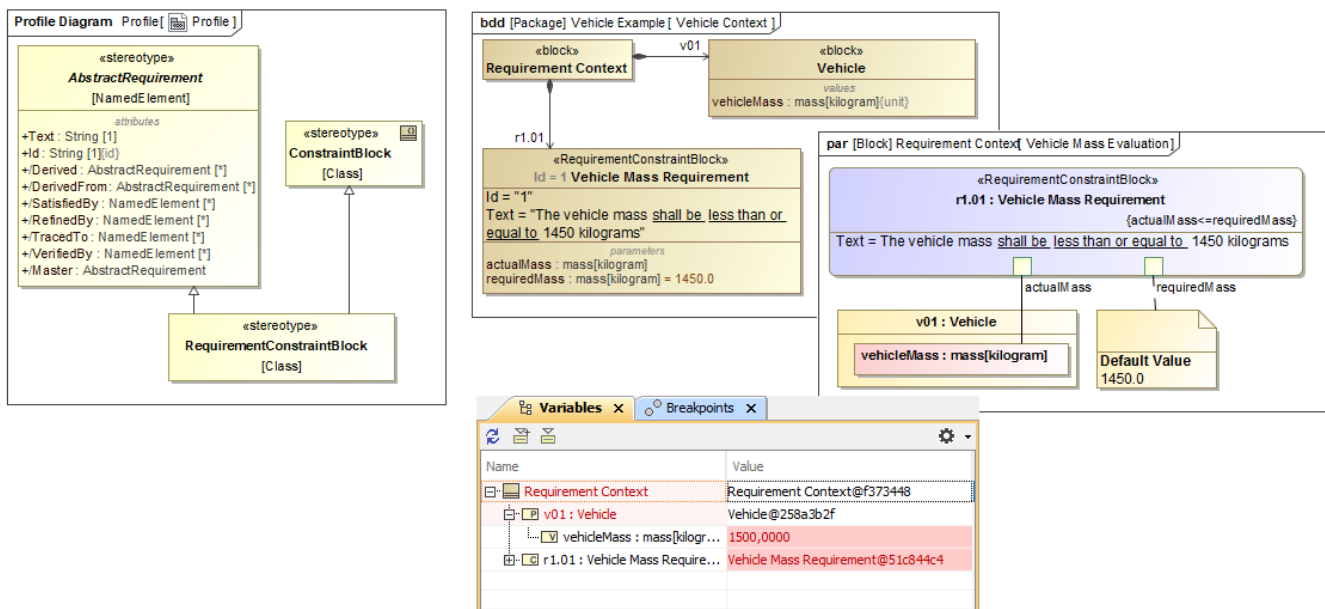 Profile Diagram Profile[ Profile ]
«stereotype»
AbstractRequirement
[NamedElement]
attributes
+Text : String [1]
+Id : String [1]{id}
+/Derived : AbstractRequirement [*]
+/DerivedFrom : AbstractRequirement [*]
+/SatisfiedBy : NamedElement [*]
+/RefinedBy : NamedElement [*]
+/TracedTo : NamedElement [*]
+/VerifiedBy : NamedElement [*]
+/Master : AbstractRequirement
«stereotype»
{}
ConstraintBlock
[Class]
«stereotype»
RequirementConstraintBlock
[Class]
bdd [Package] Vehicle Example[ Vehicle Context ]
«block»
Requirement Context
v01
«block»
Vehicle
values
vehicleMass : mass[kilogram]{unit}
r1.01
«RequirementConstraintBlock»
Id = 1 Vehicle Mass Requirement
Id = "1"
Text = "The vehicle mass shall be less than or
equal to 1450 kilograms"
parameters
actualMass : mass[kilogram]
requiredMass : mass[kilogram] = 1450.0
par [Block] Requirement Context[ Vehicle Mass Evaluation]
«RequirementConstraintBlock»
r1.01 : Vehicle Mass Requirement
{actualMass<=requiredMass}
Text = The vehicle mass shall be less than or equal to 1450 kilograms
actualMass
requiredMass
v01 : Vehicle
vehicleMass : mass[kilogram]
Default Value
1450.0
Variables
Breakpoints
Name Value
Requirement Context Requirement Context@f373448
P v01 : Vehicle Vehicle@258a3b2f
V vehicleMass : mass[kilogr... 1500,0000
C r1.01 : Vehicle Mass Require... Vehicle Mass Requirement@51c844c4